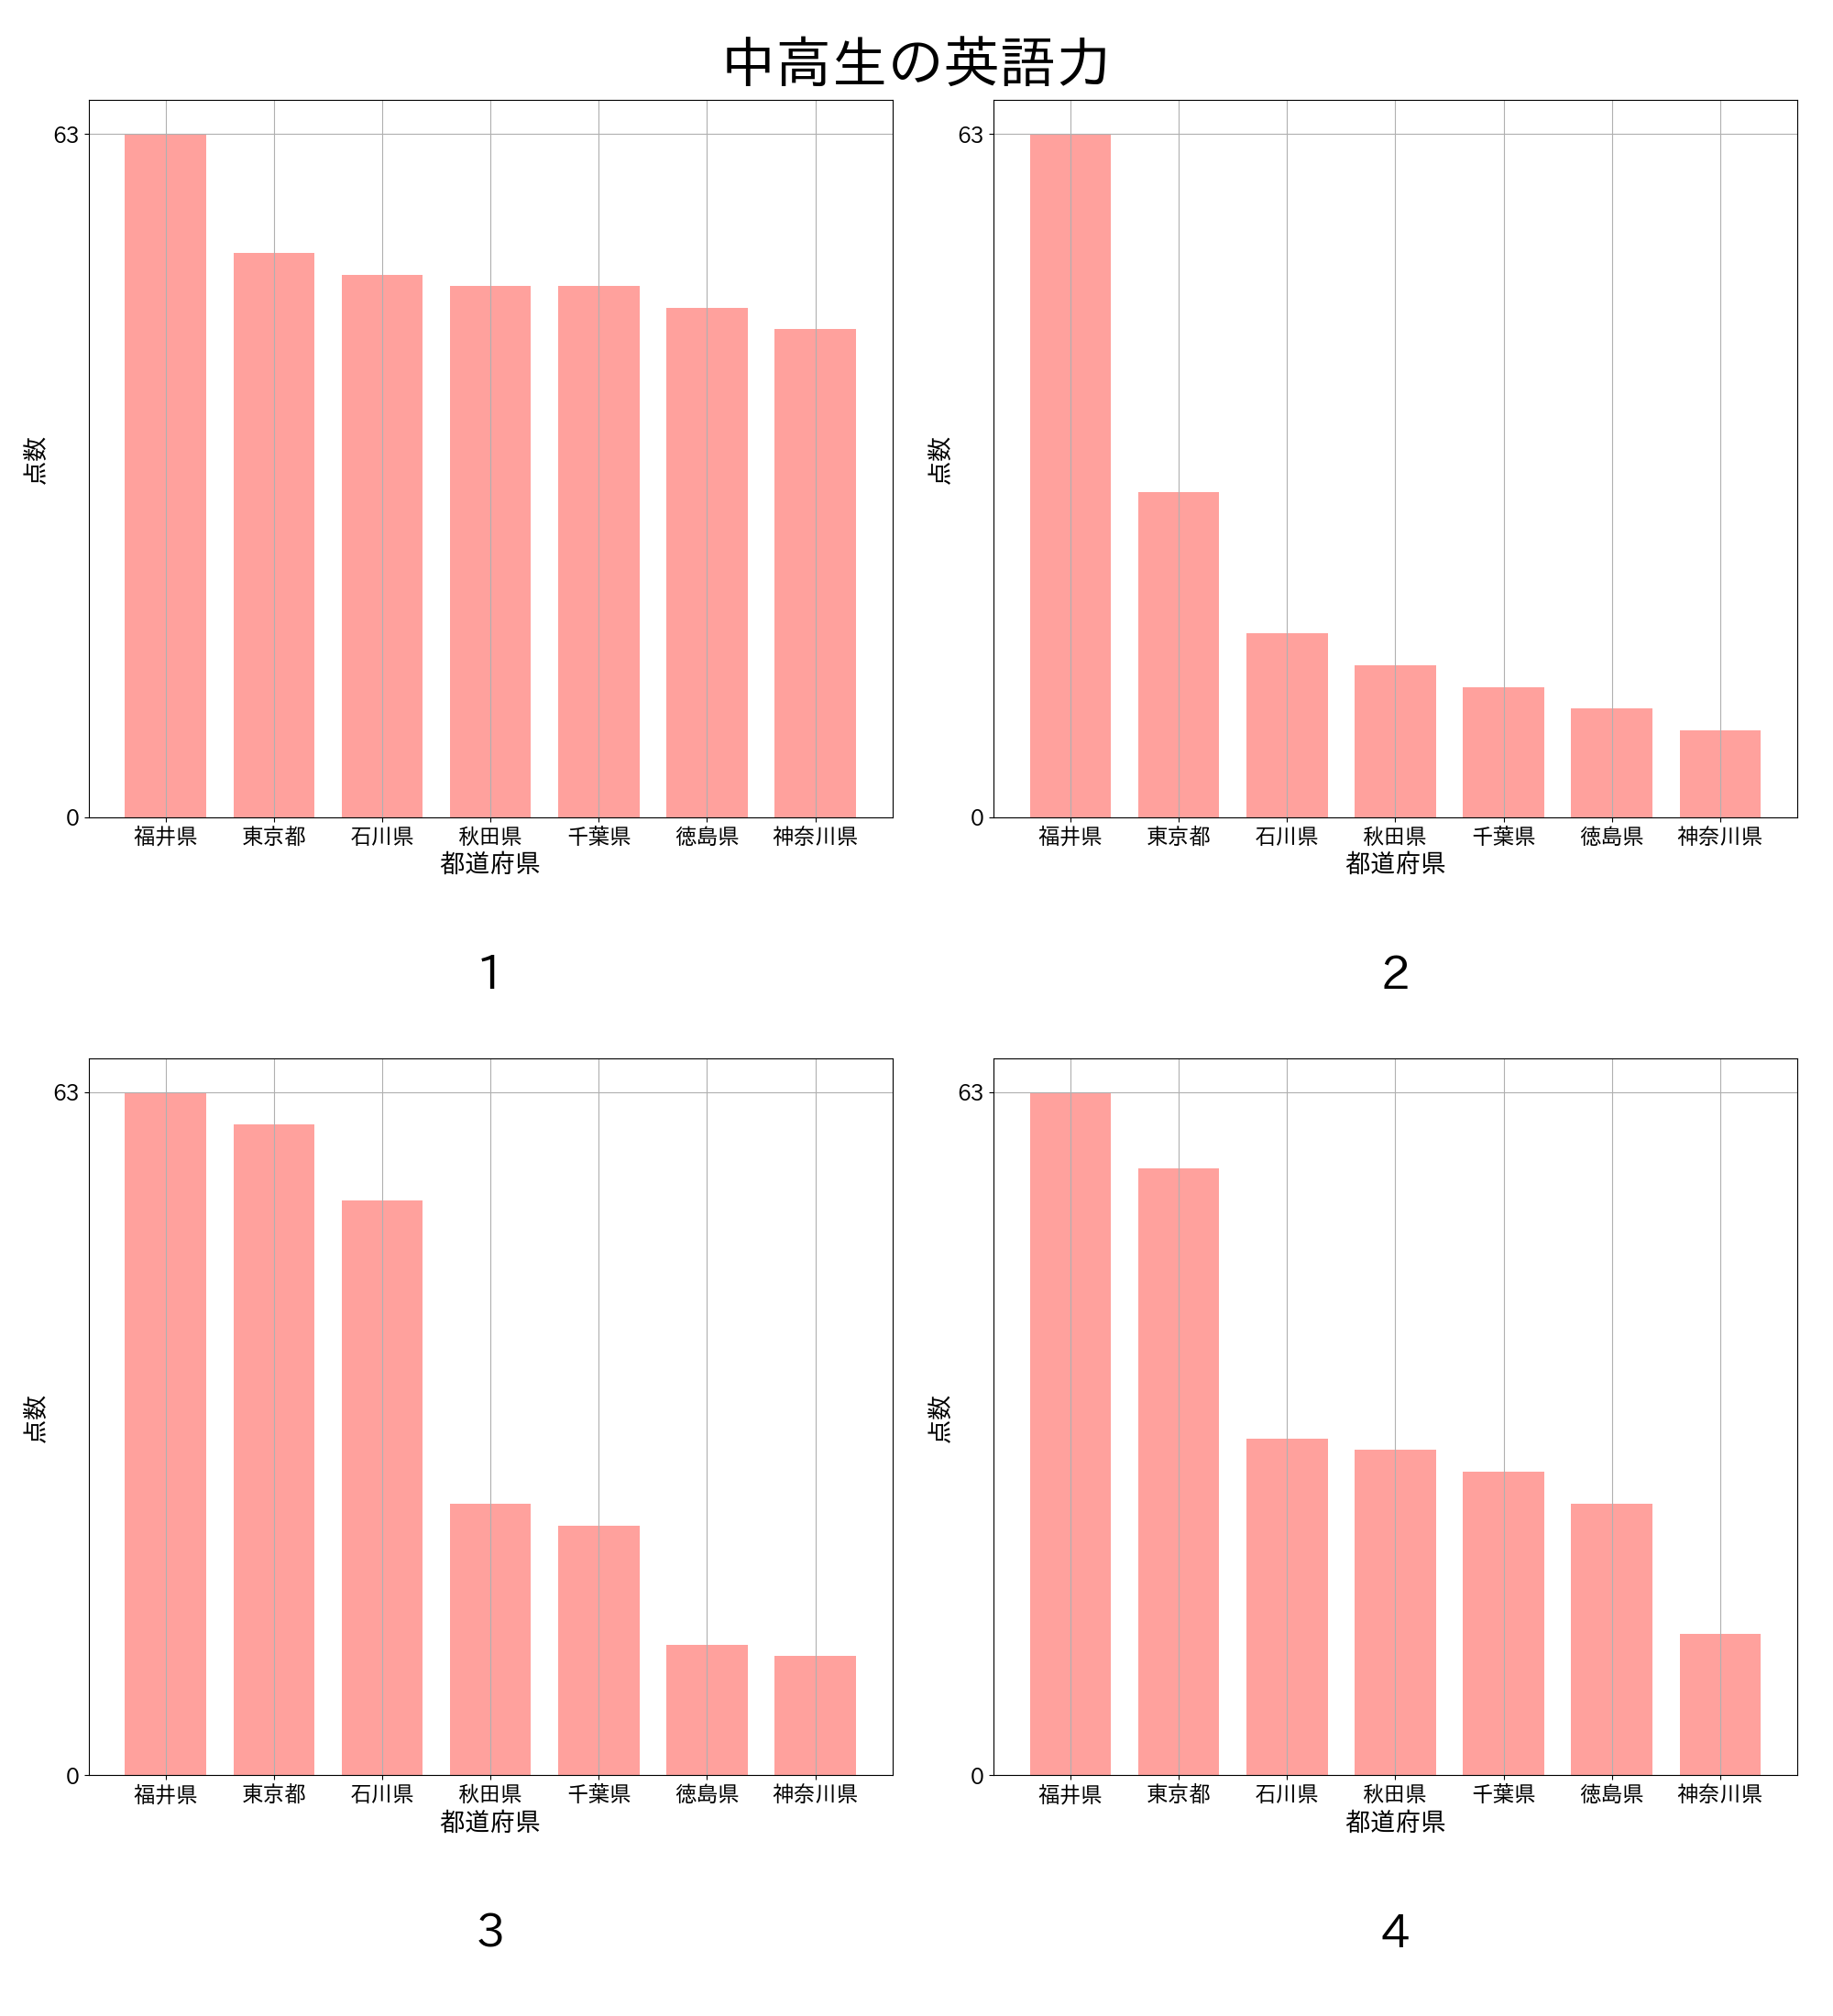 中高生の英語力
63
0
点数
福井県 東京都 石川県 秋田県 千葉県 徳島県 神奈川県
都道府県
1
63
0
点数
福井県 東京都 石川県 秋田県 千葉県 徳島県 神奈川県
都道府県
2
63
0
点数
福井県 東京都 石川県 秋田県 千葉県 徳島県 神奈川県
都道府県
3
63
0
点数
福井県 東京都 石川県 秋田県 千葉県 徳島県 神奈川県
都道府県
4